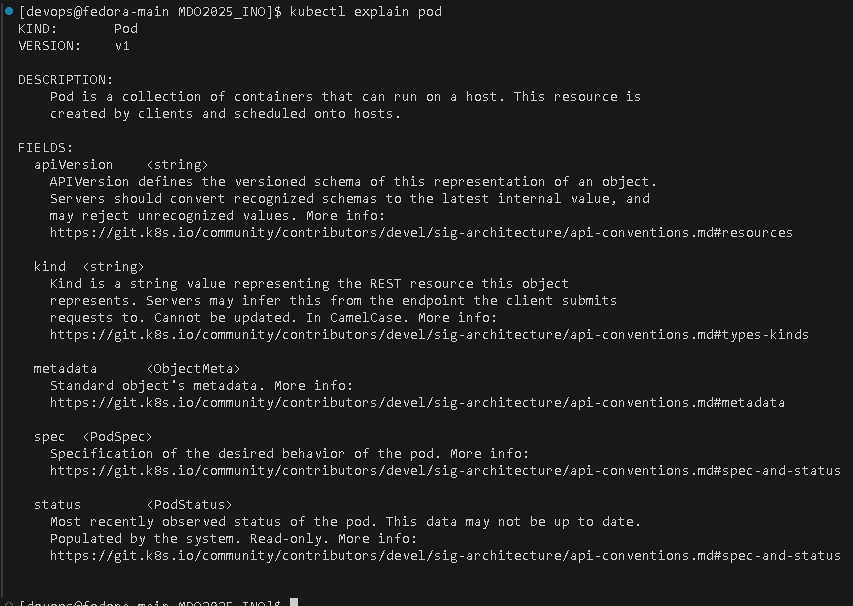 [devops@fedora-main MDO2025_INO]$ kubectl explain pod
KIND:       Pod
VERSION:    v1

DESCRIPTION:
    Pod is a collection of containers that can run on a host. This resource is
    created by clients and scheduled onto hosts.

FIELDS:
  apiVersion    <string>
    APIVersion defines the versioned schema of this representation of an object.
    Servers should convert recognized schemas to the latest internal value, and
    may reject unrecognized values. More info:
    https://git.k8s.io/community/contributors/devel/sig-architecture/api-conventions.md#resources

  kind  <string>
    Kind is a string value representing the REST resource this object
    represents. Servers may infer this from the endpoint the client submits
    requests to. Cannot be updated. In CamelCase. More info:
    https://git.k8s.io/community/contributors/devel/sig-architecture/api-conventions.md#types-kinds

  metadata      <ObjectMeta>
    Standard object's metadata. More info:
    https://git.k8s.io/community/contributors/devel/sig-architecture/api-conventions.md#metadata

  spec  <PodSpec>
    Specification of the desired behavior of the pod. More info:
    https://git.k8s.io/community/contributors/devel/sig-architecture/api-conventions.md#spec-and-status

  status        <PodStatus>
    Most recently observed status of the pod. This data may not be up to date.
    Populated by the system. Read-only. More info:
    https://git.k8s.io/community/contributors/devel/sig-architecture/api-conventions.md#spec-and-status

[devops@fedora-main MDO2025_INO]$